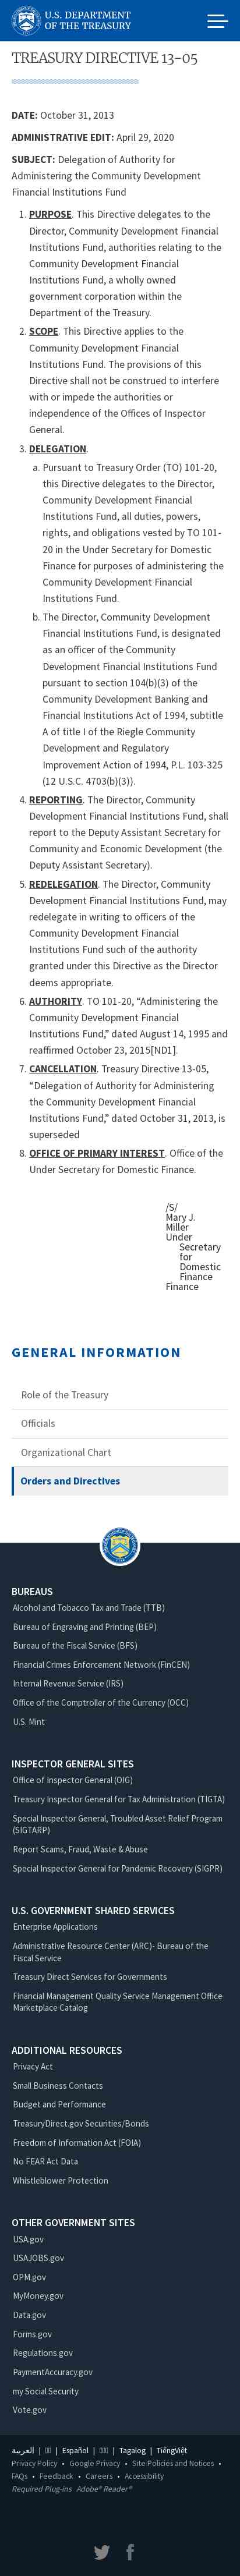 U.S. DEPARTMENT
OF THE TREASURY
TREASURY DIRECTIVE 13-05
DATE: October 31, 2013
ADMINISTRATIVE EDIT: April 29, 2020
SUBJECT: Delegation of Authority for
Administering the Community Development
Financial Institutions Fund
1. PURPOSE. This Directive delegates to the
Director, Community Development Financial
Institutions Fund, authorities relating to the
Community Development Financial
Institutions Fund, a wholly owned
government corporation within the
Department of the Treasury.
2. SCOPE. This Directive applies to the
Community Development Financial
Institutions Fund. The provisions of this
Directive shall not be construed to interfere
with or impede the authorities or
independence of the Offices of Inspector
General.
3. DELEGATION.
a. Pursuant to Treasury Order (TO) 101-20,
this Directive delegates to the Director,
Community Development Financial
Institutions Fund, all duties, powers,
rights, and obligations vested by TO 101-
20 in the Under Secretary for Domestic
Finance for purposes of administering the
Community Development Financial
Institutions Fund.
b. The Director, Community Development
Financial Institutions Fund, is designated
as an officer of the Community
Development Financial Institutions Fund
pursuant to section 104(b)(3) of the
Community Development Banking and
Financial Institutions Act of 1994, subtitle
A of title I of the Riegle Community
Development and Regulatory
Improvement Action of 1994, P.L. 103-325
(12 U.S.C. 4703(b)(3)).
4. REPORTING. The Director, Community
Development Financial Institutions Fund, shall
report to the Deputy Assistant Secretary for
Community and Economic Development (the
Deputy Assistant Secretary).
5. REDELEGATION. The Director, Community
Development Financial Institutions Fund, may
redelegate in writing to officers of the
Community Development Financial
Institutions Fund such of the authority
granted under this Directive as the Director
deems appropriate.
6. AUTHORITY. TO 101-20, “Administering the
Community Development Financial
Institutions Fund,” dated August 14, 1995 and
reaffirmed October 23, 2015[ND1].
7. CANCELLATION. Treasury Directive 13-05,
“Delegation of Authority for Administering
the Community Development Financial
Institutions Fund,” dated October 31, 2013, is
superseded
8. OFFICE OF PRIMARY INTEREST. Office of the
Under Secretary for Domestic Finance.
/S/
Mary J.
Miller
Under
Secretary
for
Domestic
Finance
Finance
GENERAL INFORMATION
Role of the Treasury
Officials
Organizational Chart
Orders and Directives
BUREAUS
Alcohol and Tobacco Tax and Trade (TTB)
Bureau of Engraving and Printing (BEP)
Bureau of the Fiscal Service (BFS)
Financial Crimes Enforcement Network (FinCEN)
Internal Revenue Service (IRS)
Office of the Comptroller of the Currency (OCC)
U.S. Mint
INSPECTOR GENERAL SITES
Office of Inspector General (OIG)
Treasury Inspector General for Tax Administration (TIGTA)
Special Inspector General, Troubled Asset Relief Program
(SIGTARP)
Report Scams, Fraud, Waste & Abuse
Special Inspector General for Pandemic Recovery (SIGPR)
U.S. GOVERNMENT SHARED SERVICES
Enterprise Applications
Administrative Resource Center (ARC)- Bureau of the
Fiscal Service
Treasury Direct Services for Governments
Financial Management Quality Service Management Office
Marketplace Catalog
ADDITIONAL RESOURCES
Privacy Act
Small Business Contacts
Budget and Performance
TreasuryDirect.gov Securities/Bonds
Freedom of Information Act (FOIA)
No FEAR Act Data
Whistleblower Protection
OTHER GOVERNMENT SITES
USA.gov
USAJOBS.gov
OPM.gov
MyMoney.gov
Data.gov
Forms.gov
Regulations.gov
PaymentAccuracy.gov
my Social Security
Vote.gov
العربية | | Español | | Tagalog | TiếngViệt
Privacy Policy • Google Privacy • Site Policies and Notices •
FAQs • Feedback • Careers • Accessibility
Required Plug-ins Adobe® Reader®